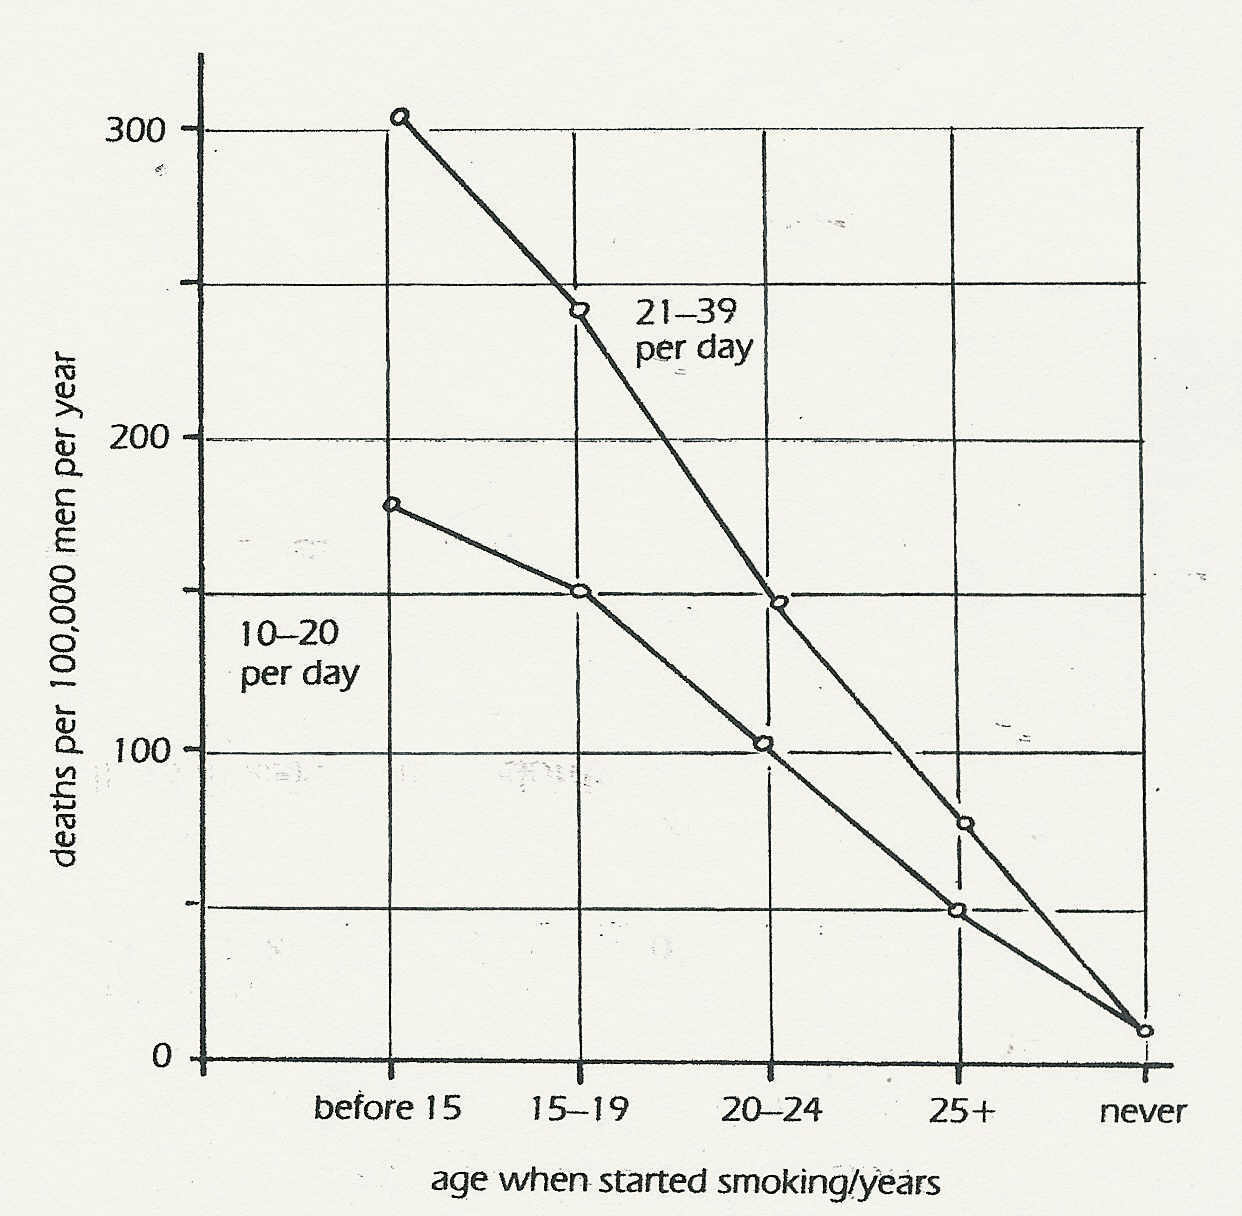 300
21–39
per day
200
10–20
per day
100
0
deaths per 100,000 men per year
before 15
15–19
20–24
25+
never
age when started smoking/years